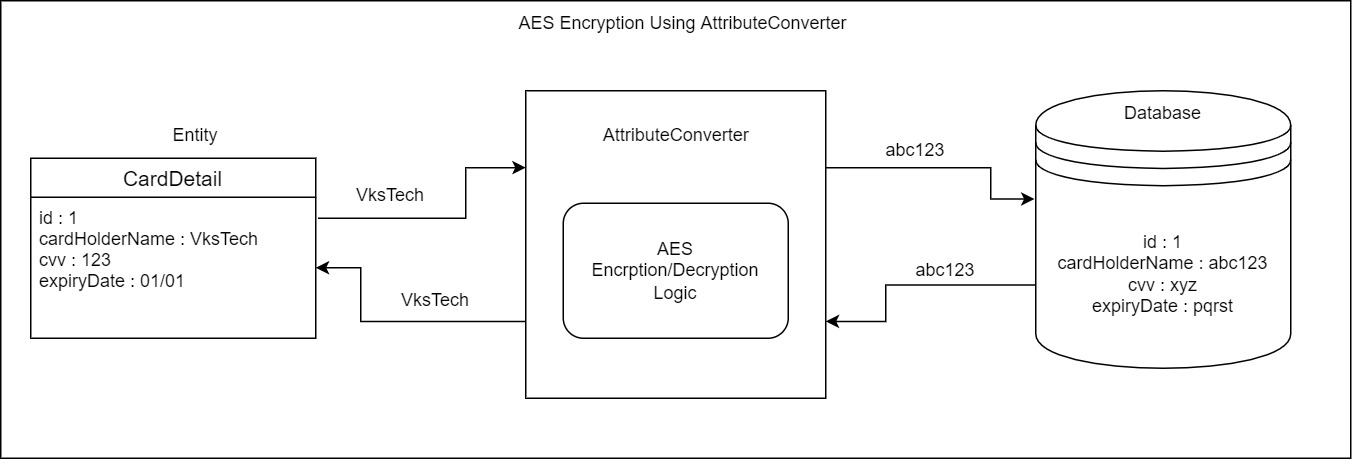 AES Encryption Using AttributeConverter
Entity
CardDetail
id : 1
cardHolderName : VksTech
cvv : 123
expiryDate : 01/01
VksTech
VksTech
AttributeConverter
AES
Encrption/Decryption
Logic
abc123
abc123
Database
id : 1
cardHolderName : abc123
cvv : xyz
expiryDate : pqrst